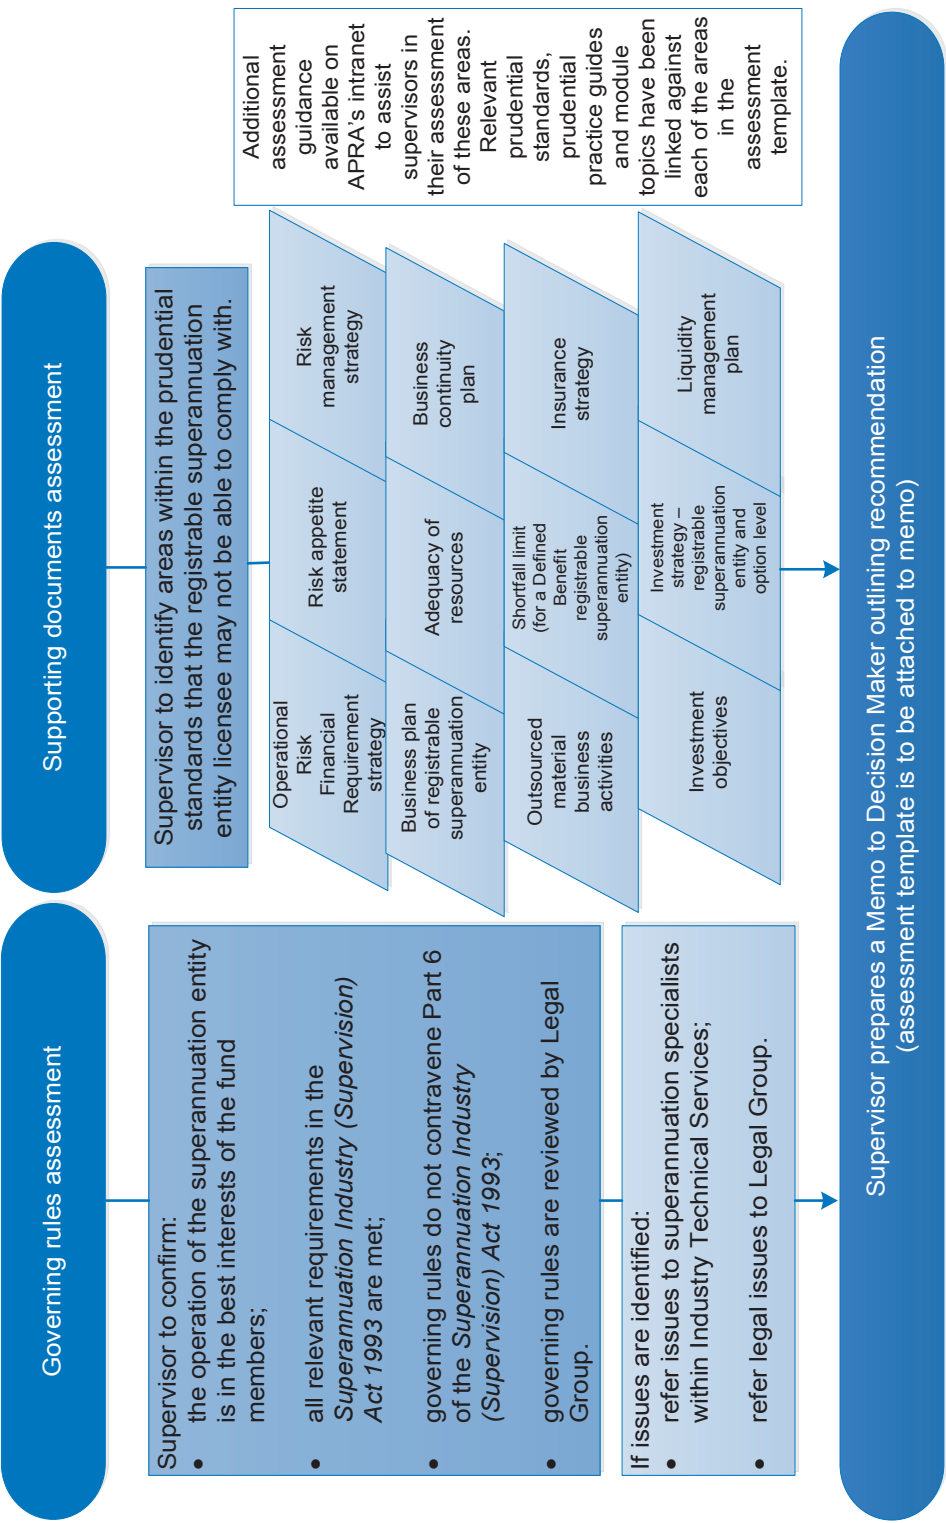 Governing rules assessment
Supervisor to confirm:
• the operation of the superannuation entity
is in the best interests of the fund
members;
• all relevant requirements in the
Superannuation Industry (Supervision)
Act 1993 are met;
• governing rules do not contravene Part 6
of the Superannuation Industry
(Supervision) Act 1993;
• governing rules are reviewed by Legal
Group.
If issues are identified:
• refer issues to superannuation specialists
within Industry Technical Services;
• refer legal issues to Legal Group.
Supporting documents assessment
Supervisor to identify areas within the prudential
standards that the registrable superannuation
entity licensee may not be able to comply with.
Operational
Risk
Financial
Requirement
strategy
Risk appetite
statement
Risk
management
strategy
Business plan
of registrable
superannuation
entity
Adequacy of
resources
Business
continuity
plan
Outsourced
material
business
activities
Shortfall limit
(for a Defined
Benefit
registrable
superannuation
entity)
Insurance
strategy
Investment
objectives
Investment
strategy –
registrable
superannuation
entity and
option level
Liquidity
management
plan
Additional
assessment
guidance
available on
APRA's intranet
to assist
supervisors in
their assessment
of these areas.
Relevant
prudential
standards,
prudential
practice guides
and module
topics have been
linked against
each of the areas
in the
assessment
template.
Supervisor prepares a Memo to Decision Maker outlining recommendation
(assessment template is to be attached to memo)